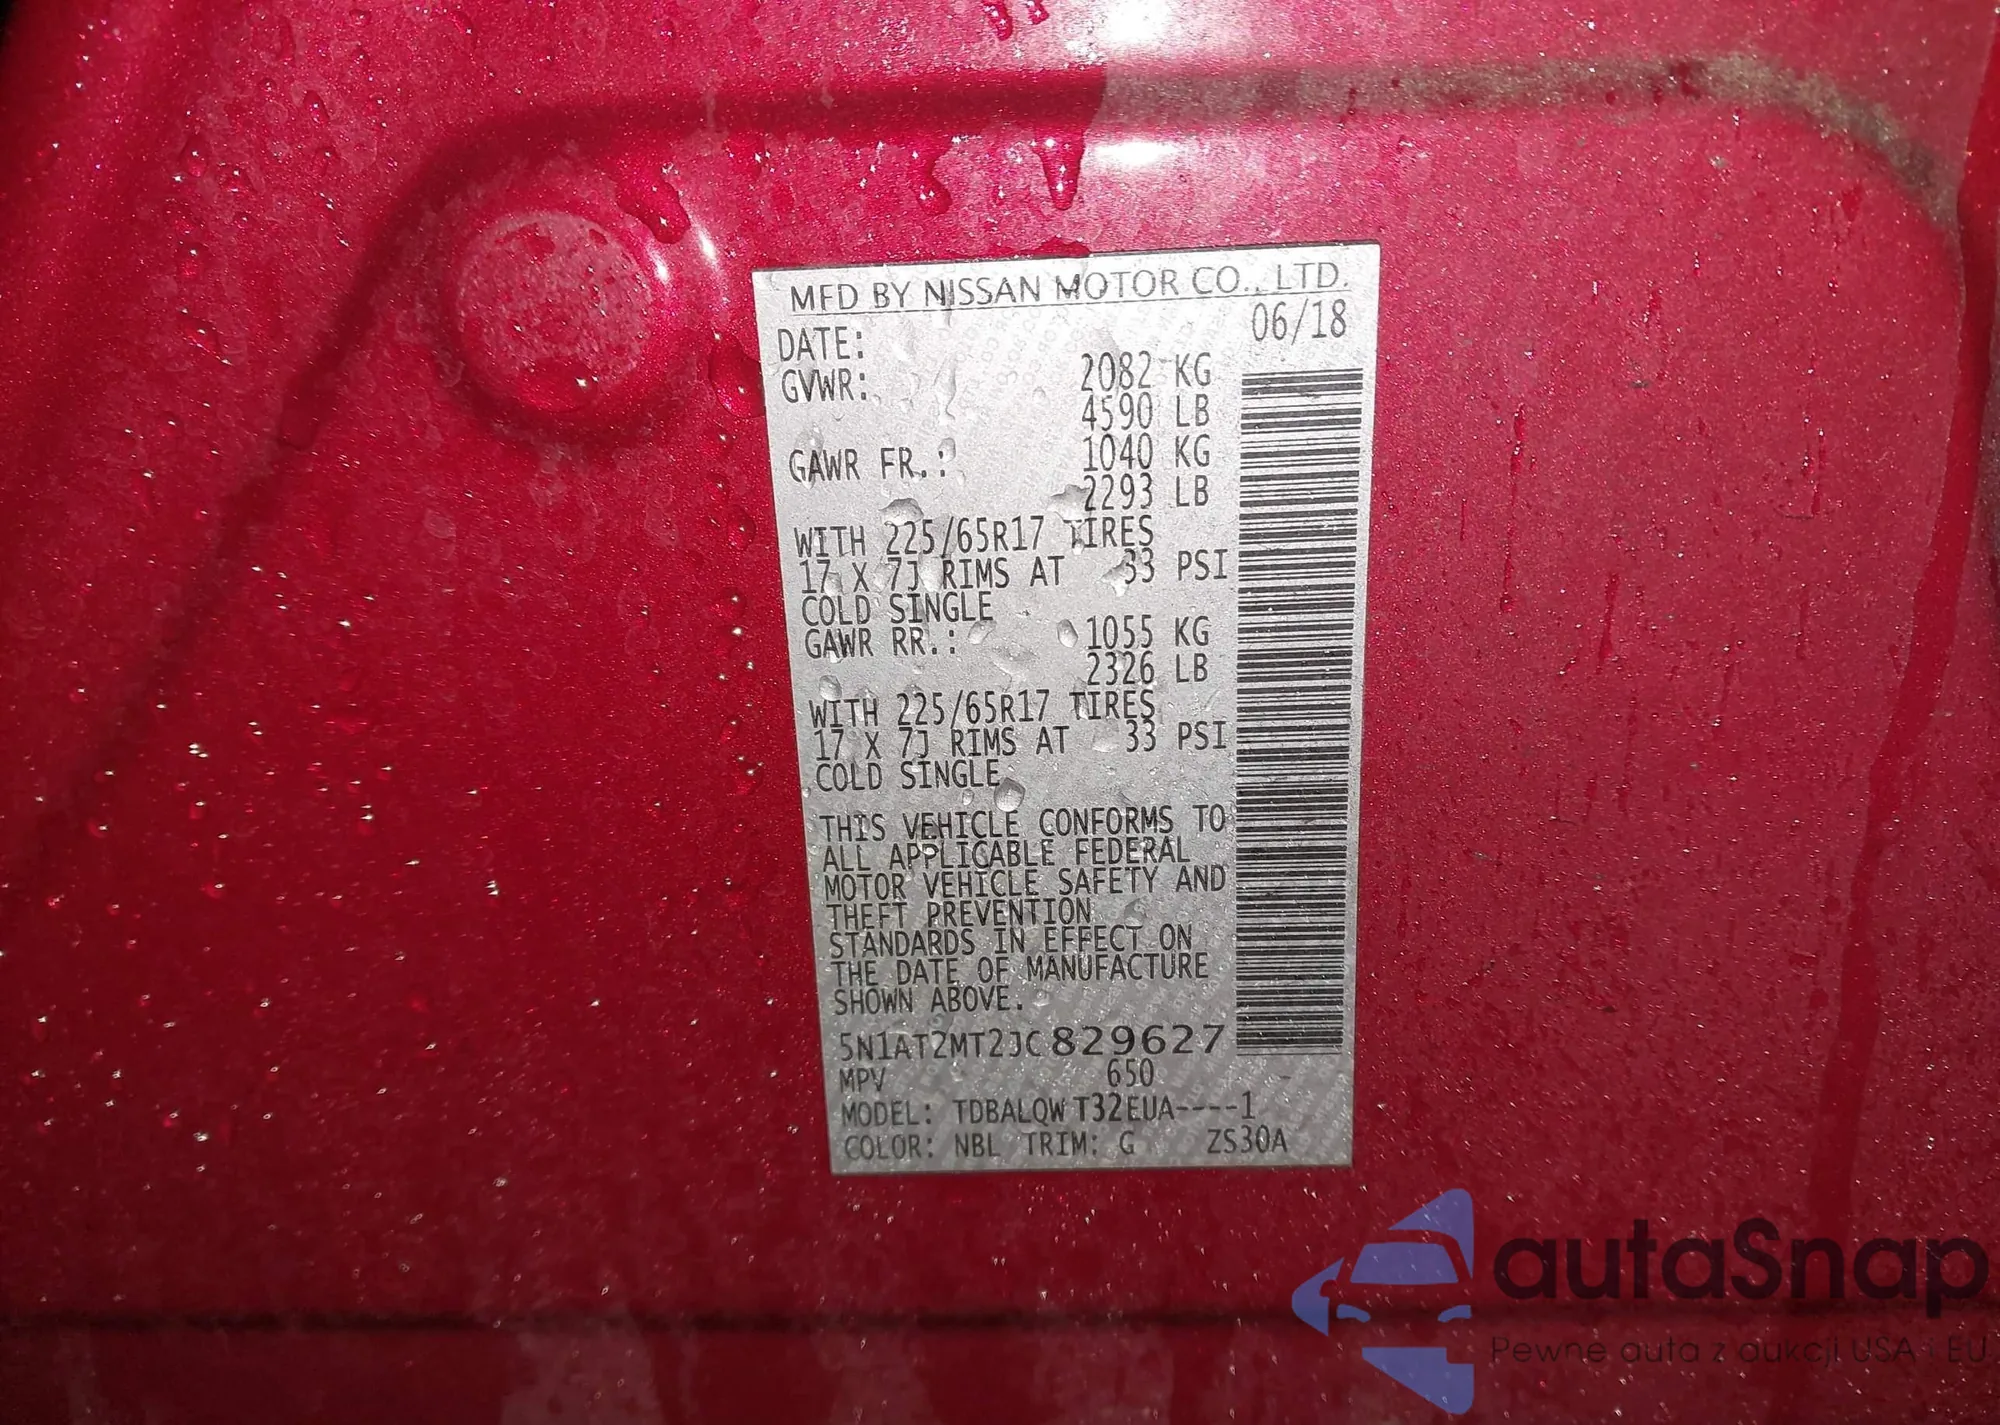 MFD BY NISSAN MOTOR CO., LTD.
DATE: 06/18
GVWR: 2082 KG
4590 LB
GAWR FR.: 1040 KG
2293 LB
WITH 225/65R17 TIRES
17 X 7J RIMS AT 33 PSI
COLD SINGLE
GAWR RR.: 1055 KG
2326 LB
WITH 225/65R17 TIRES
17 X 7J RIMS AT 33 PSI
COLD SINGLE
THIS VEHICLE CONFORMS TO
ALL APPLICABLE FEDERAL
MOTOR VEHICLE SAFETY AND
THEFT PREVENTION
STANDARDS IN EFFECT ON
THE DATE OF MANUFACTURE
SHOWN ABOVE.
5N1AT2MT2JC829627
MPV 650
MODEL: TDBALQW T32EUA----1
COLOR: NBL TRIM: G ZS30A
autaSnap
Pewne auta z aukcji USA i EU